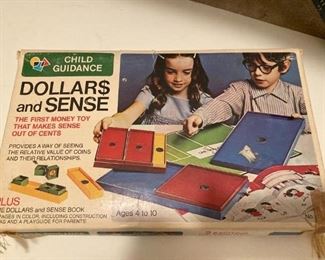 CHILD
GUIDANCE
DOLLAR$
and SENSE
THE FIRST MONEY TOY
THAT MAKES SENSE
OUT OF CENTS
PROVIDES A WAY OF SEEING
THE RELATIVE VALUE OF COINS
AND THEIR RELATIONSHIPS.
PLUS
DOLLARS and SENSE BOOK
PAGES IN COLOR, INCLUDING CONSTRUCTION
AND A PLAYGUIDE FOR PARENTS
Ages 4 to 10